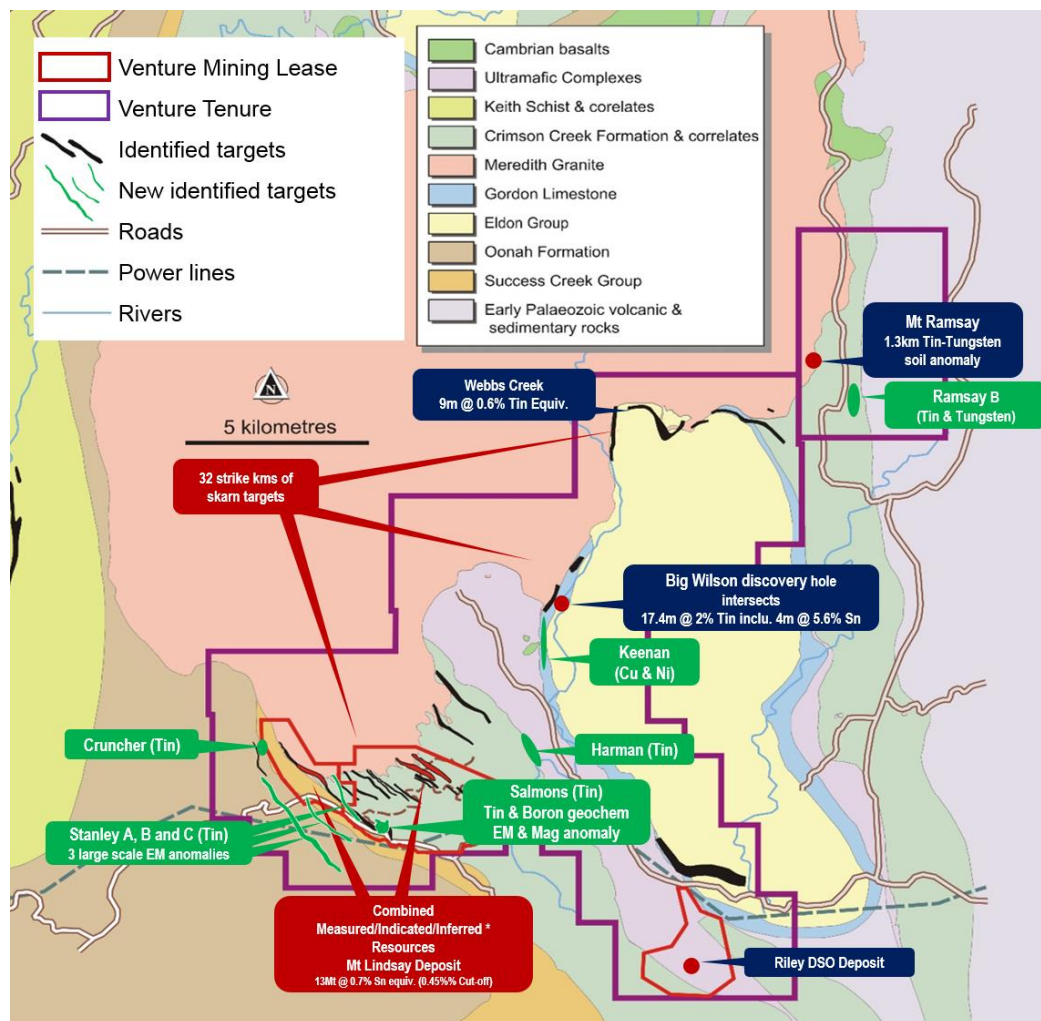 Venture Mining Lease
Venture Tenure
Identified targets
New identified targets
Roads
Power lines
Rivers
Cambrian basalts
Ultramafic Complexes
Keith Schist & corelates
Crimson Creek Formation & correlates
Meredith Granite
Gordon Limestone
Eldon Group
Oonah Formation
Success Creek Group
Early Palaeozoic volcanic &
sedimentary rocks
N
5 kilometres
Mt Ramsay
1.3km Tin-Tungsten
soil anomaly
Webbs Creek
9m @ 0.6% Tin Equiv.
Ramsay B
(Tin & Tungsten)
32 strike kms of
skarn targets
Big Wilson discovery hole
intersects
17.4m @ 2% Tin inclu. 4m @ 5.6% Sn
Keenan
(Cu & Ni)
Cruncher (Tin)
Harman (Tin)
Salmons (Tin)
Tin & Boron geochem
EM & Mag anomaly
Stanley A, B and C (Tin)
3 large scale EM anomalies
Combined
Measured/Indicated/Inferred *
Resources
Mt Lindsay Deposit
13Mt @ 0.7% Sn equiv. (0.45%% Cut-off)
Riley DSO Deposit